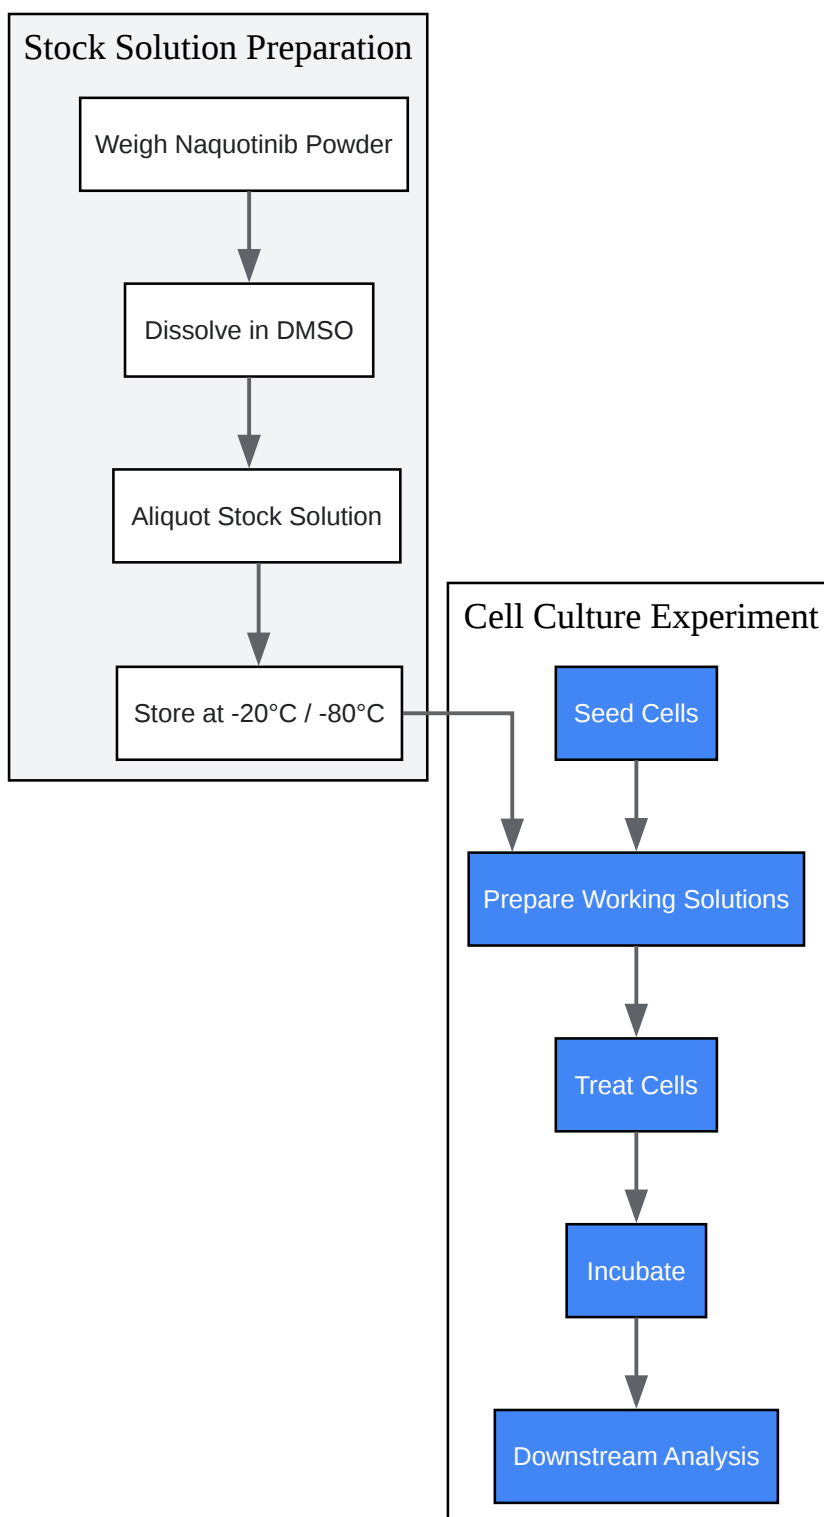 Stock Solution Preparation
Weigh Naquotinib Powder
Dissolve in DMSO
Aliquot Stock Solution
Store at -20°C / -80°C
Cell Culture Experiment
Seed Cells
Prepare Working Solutions
Treat Cells
Incubate
Downstream Analysis